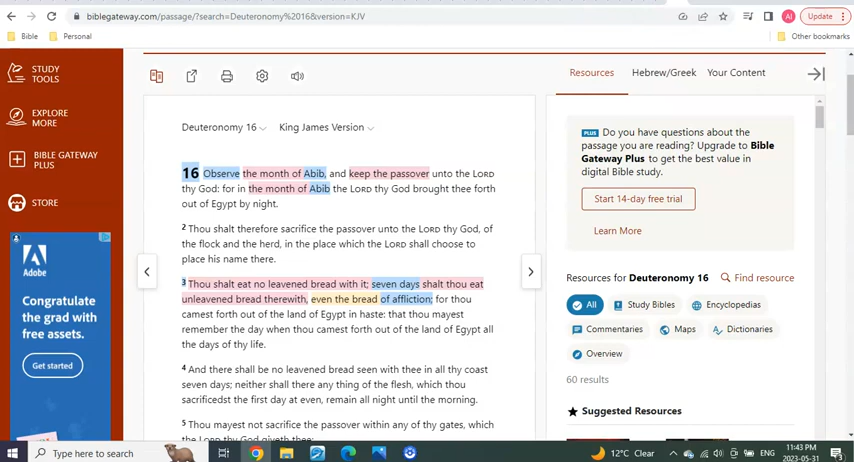 biblegateway.com/passage/?search=Deuteronomy%2016&version=KJV
AI
Update
Bible
Personal
Other bookmarks
STUDY
TOOLS
EXPLORE
MORE
BIBLE GATEWAY
PLUS
STORE
Adobe
Congratulate
the grad with
free assets.
Get started
Deuteronomy 16
King James Version
16 Observe the month of Abib, and keep the passover unto the LORD
thy God: for in the month of Abib the LORD thy God brought thee forth
out of Egypt by night.
2 Thou shalt therefore sacrifice the passover unto the LORD thy God, of
the flock and the herd, in the place which the LORD shall choose to
place his name there.
3 Thou shalt eat no leavened bread with it; seven days shalt thou eat
unleavened bread therewith, even the bread of affliction; for thou
camest forth out of the land of Egypt in haste: that thou mayest
remember the day when thou camest forth out of the land of Egypt all
the days of thy life.
4 And there shall be no leavened bread seen with thee in all thy coast
seven days; neither shall there any thing of the flesh, which thou
sacrificedst the first day at even, remain all night until the morning.
5 Thou mayest not sacrifice the passover within any of thy gates, which
the LORD thy God giveth thee:
Resources
Hebrew/Greek
Your Content
PLUS Do you have questions about the
passage you are reading? Upgrade to Bible
Gateway Plus to get the best value in
digital Bible study.
Start 14-day free trial
Learn More
Resources for Deuteronomy 16
Find resource
All
Study Bibles
Encyclopedias
Commentaries
Maps
Dictionaries
Overview
60 results
Suggested Resources
Type here to search
12°C Clear
ENG
11:43 PM
2023-05-31
3